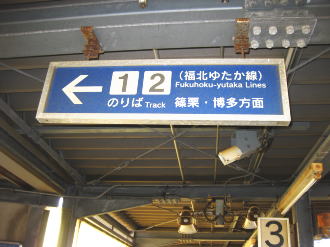 ← 1 2 (福北ゆたか線)
Fukuhoku-yutaka Lines
のりば Track 篠栗・博多方面
3